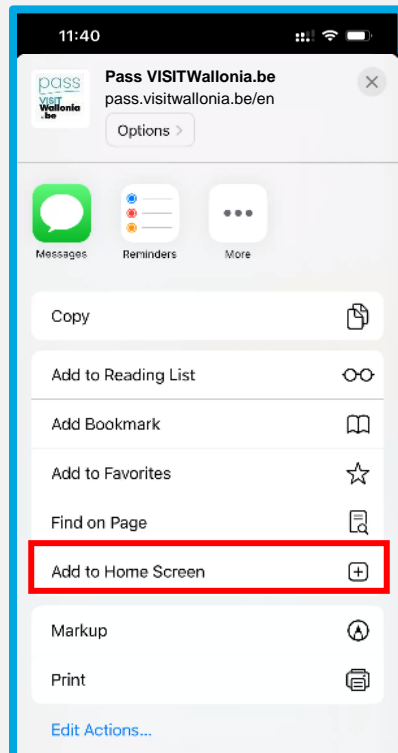 11:40
pass
VISIT
Wallonia
.be
Pass VISITWallonia.be
pass.visitwallonia.be/en
Options
Messages
Reminders
More
Copy
Add to Reading List
Add Bookmark
Add to Favorites
Find on Page
Add to Home Screen
Markup
Print
Edit Actions...